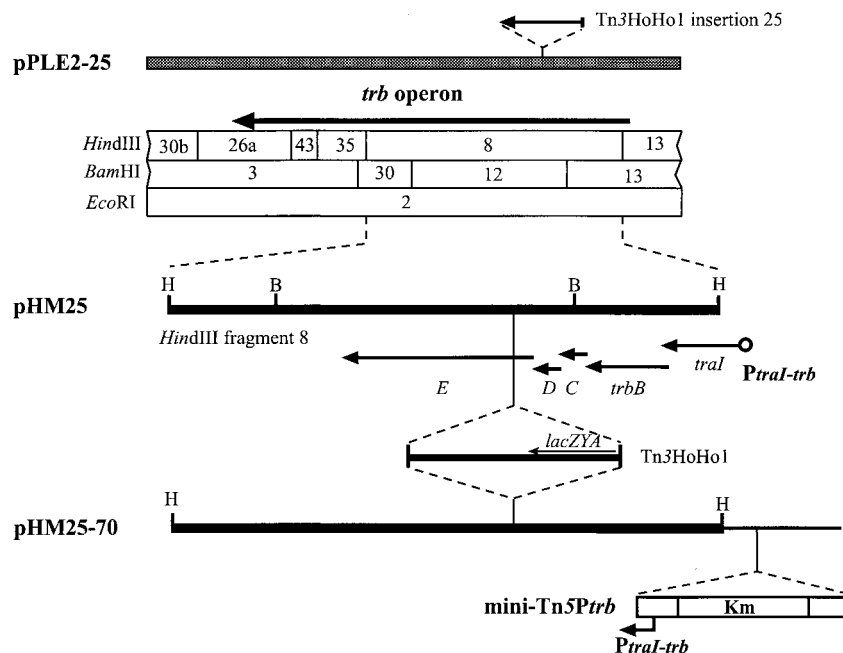 Tn3HoHo1 insertion 25
pPLE2-25
trb operon
HindIII 30b 26a 43 35 8 13
BamHI 3 30 12 13
EcoRI 2
H B B H
pHM25
HindIII fragment 8
E D C trbB traI PtraI-trb
lacZYA
Tn3HoHo1
H H
pHM25-70
mini-Tn5Ptrb Km
PtraI-trb